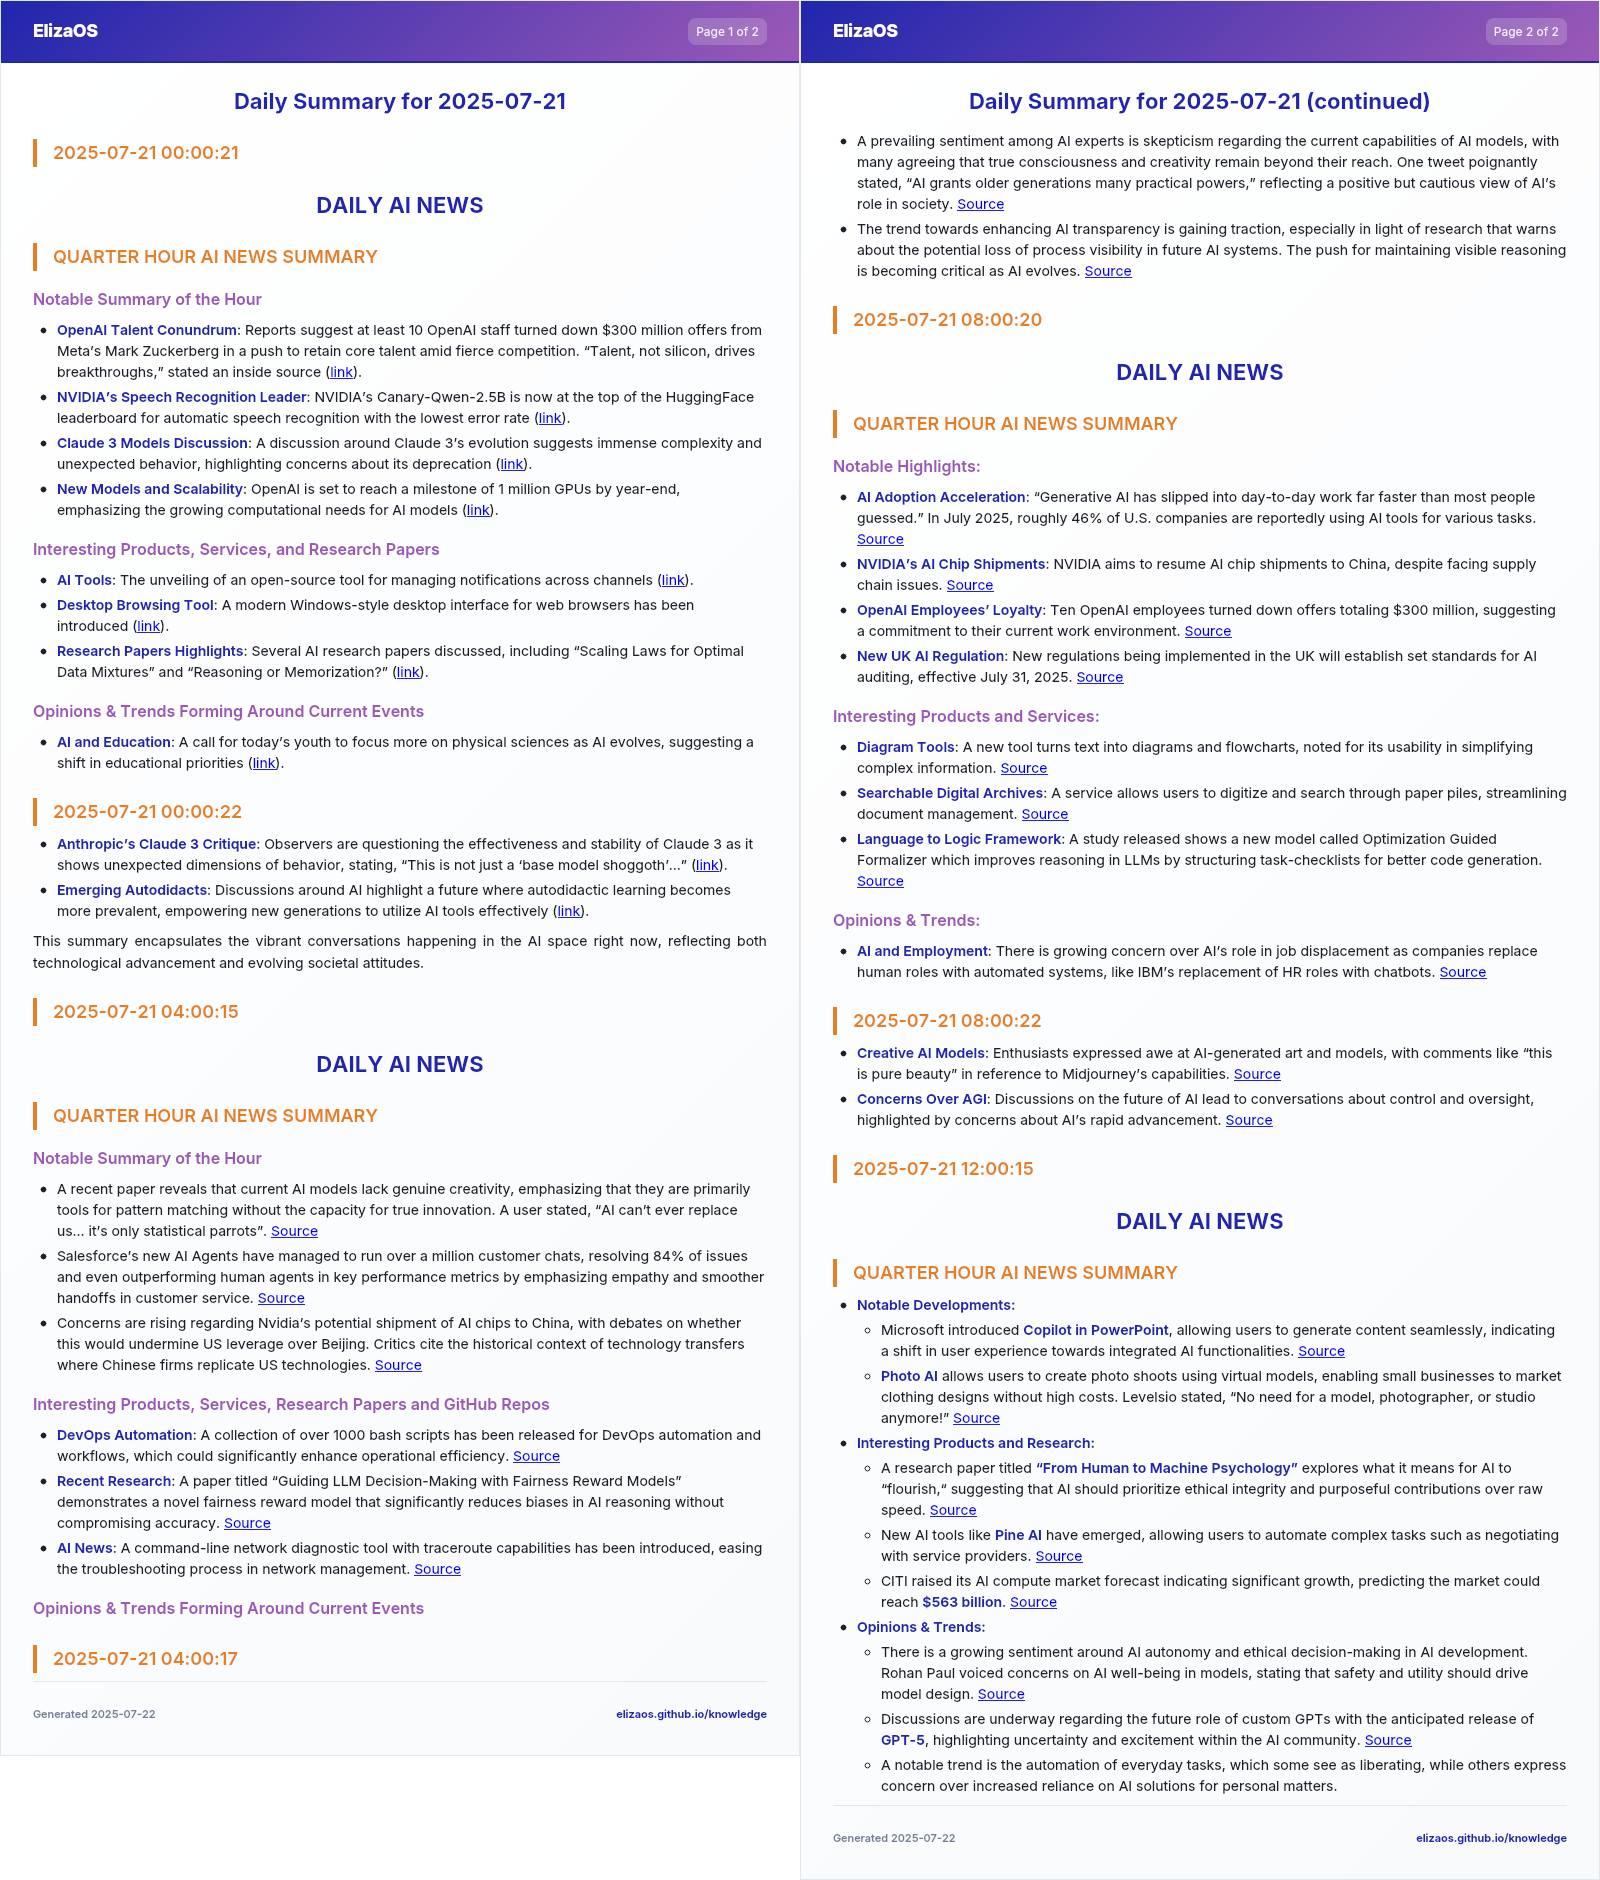 ElizaOS
Page 1 of 2
Daily Summary for 2025-07-21
2025-07-21 00:00:21
DAILY AI NEWS
QUARTER HOUR AI NEWS SUMMARY
Notable Summary of the Hour
• OpenAI Talent Conundrum: Reports suggest at least 10 OpenAI staff turned down $300 million offers from
Meta’s Mark Zuckerberg in a push to retain core talent amid fierce competition. “Talent, not silicon, drives
breakthroughs,” stated an inside source (link).
• NVIDIA’s Speech Recognition Leader: NVIDIA’s Canary-Qwen-2.5B is now at the top of the HuggingFace
leaderboard for automatic speech recognition with the lowest error rate (link).
• Claude 3 Models Discussion: A discussion around Claude 3’s evolution suggests immense complexity and
unexpected behavior, highlighting concerns about its deprecation (link).
• New Models and Scalability: OpenAI is set to reach a milestone of 1 million GPUs by year-end,
emphasizing the growing computational needs for AI models (link).
Interesting Products, Services, and Research Papers
• AI Tools: The unveiling of an open-source tool for managing notifications across channels (link).
• Desktop Browsing Tool: A modern Windows-style desktop interface for web browsers has been
introduced (link).
• Research Papers Highlights: Several AI research papers discussed, including “Scaling Laws for Optimal
Data Mixtures” and “Reasoning or Memorization?” (link).
Opinions & Trends Forming Around Current Events
• AI and Education: A call for today’s youth to focus more on physical sciences as AI evolves, suggesting a
shift in educational priorities (link).
2025-07-21 00:00:22
• Anthropic’s Claude 3 Critique: Observers are questioning the effectiveness and stability of Claude 3 as it
shows unexpected dimensions of behavior, stating, “This is not just a ‘base model shoggoth’…” (link).
• Emerging Autodidacts: Discussions around AI highlight a future where autodidactic learning becomes
more prevalent, empowering new generations to utilize AI tools effectively (link).
This summary encapsulates the vibrant conversations happening in the AI space right now, reflecting both
technological advancement and evolving societal attitudes.
2025-07-21 04:00:15
DAILY AI NEWS
QUARTER HOUR AI NEWS SUMMARY
Notable Summary of the Hour
• A recent paper reveals that current AI models lack genuine creativity, emphasizing that they are primarily
tools for pattern matching without the capacity for true innovation. A user stated, “AI can’t ever replace
us… it’s only statistical parrots”. Source
• Salesforce’s new AI Agents have managed to run over a million customer chats, resolving 84% of issues
and even outperforming human agents in key performance metrics by emphasizing empathy and smoother
handoffs in customer service. Source
• Concerns are rising regarding Nvidia’s potential shipment of AI chips to China, with debates on whether
this would undermine US leverage over Beijing. Critics cite the historical context of technology transfers
where Chinese firms replicate US technologies. Source
Interesting Products, Services, Research Papers and GitHub Repos
• DevOps Automation: A collection of over 1000 bash scripts has been released for DevOps automation and
workflows, which could significantly enhance operational efficiency. Source
• Recent Research: A paper titled “Guiding LLM Decision-Making with Fairness Reward Models”
demonstrates a novel fairness reward model that significantly reduces biases in AI reasoning without
compromising accuracy. Source
• AI News: A command-line network diagnostic tool with traceroute capabilities has been introduced, easing
the troubleshooting process in network management. Source
Opinions & Trends Forming Around Current Events
2025-07-21 04:00:17
Generated 2025-07-22
elizaos.github.io/knowledge
ElizaOS
Page 2 of 2
Daily Summary for 2025-07-21 (continued)
• A prevailing sentiment among AI experts is skepticism regarding the current capabilities of AI models, with
many agreeing that true consciousness and creativity remain beyond their reach. One tweet poignantly
stated, “AI grants older generations many practical powers,” reflecting a positive but cautious view of AI’s
role in society. Source
• The trend towards enhancing AI transparency is gaining traction, especially in light of research that warns
about the potential loss of process visibility in future AI systems. The push for maintaining visible reasoning
is becoming critical as AI evolves. Source
2025-07-21 08:00:20
DAILY AI NEWS
QUARTER HOUR AI NEWS SUMMARY
Notable Highlights:
• AI Adoption Acceleration: “Generative AI has slipped into day-to-day work far faster than most people
guessed.” In July 2025, roughly 46% of U.S. companies are reportedly using AI tools for various tasks.
Source
• NVIDIA’s AI Chip Shipments: NVIDIA aims to resume AI chip shipments to China, despite facing supply
chain issues. Source
• OpenAI Employees’ Loyalty: Ten OpenAI employees turned down offers totaling $300 million, suggesting
a commitment to their current work environment. Source
• New UK AI Regulation: New regulations being implemented in the UK will establish set standards for AI
auditing, effective July 31, 2025. Source
Interesting Products and Services:
• Diagram Tools: A new tool turns text into diagrams and flowcharts, noted for its usability in simplifying
complex information. Source
• Searchable Digital Archives: A service allows users to digitize and search through paper piles, streamlining
document management. Source
• Language to Logic Framework: A study released shows a new model called Optimization Guided
Formalizer which improves reasoning in LLMs by structuring task-checklists for better code generation.
Source
Opinions & Trends:
• AI and Employment: There is growing concern over AI’s role in job displacement as companies replace
human roles with automated systems, like IBM’s replacement of HR roles with chatbots. Source
2025-07-21 08:00:22
• Creative AI Models: Enthusiasts expressed awe at AI-generated art and models, with comments like “this
is pure beauty” in reference to Midjourney’s capabilities. Source
• Concerns Over AGI: Discussions on the future of AI lead to conversations about control and oversight,
highlighted by concerns about AI’s rapid advancement. Source
2025-07-21 12:00:15
DAILY AI NEWS
QUARTER HOUR AI NEWS SUMMARY
• Notable Developments:
◦ Microsoft introduced Copilot in PowerPoint, allowing users to generate content seamlessly, indicating
a shift in user experience towards integrated AI functionalities. Source
◦ Photo AI allows users to create photo shoots using virtual models, enabling small businesses to market
clothing designs without high costs. Levelsio stated, “No need for a model, photographer, or studio
anymore!” Source
• Interesting Products and Research:
◦ A research paper titled “From Human to Machine Psychology” explores what it means for AI to
“flourish,“ suggesting that AI should prioritize ethical integrity and purposeful contributions over raw
speed. Source
◦ New AI tools like Pine AI have emerged, allowing users to automate complex tasks such as negotiating
with service providers. Source
◦ CITI raised its AI compute market forecast indicating significant growth, predicting the market could
reach $563 billion. Source
• Opinions & Trends:
◦ There is a growing sentiment around AI autonomy and ethical decision-making in AI development.
Rohan Paul voiced concerns on AI well-being in models, stating that safety and utility should drive
model design. Source
◦ Discussions are underway regarding the future role of custom GPTs with the anticipated release of
GPT-5, highlighting uncertainty and excitement within the AI community. Source
◦ A notable trend is the automation of everyday tasks, which some see as liberating, while others express
concern over increased reliance on AI solutions for personal matters.
Generated 2025-07-22
elizaos.github.io/knowledge